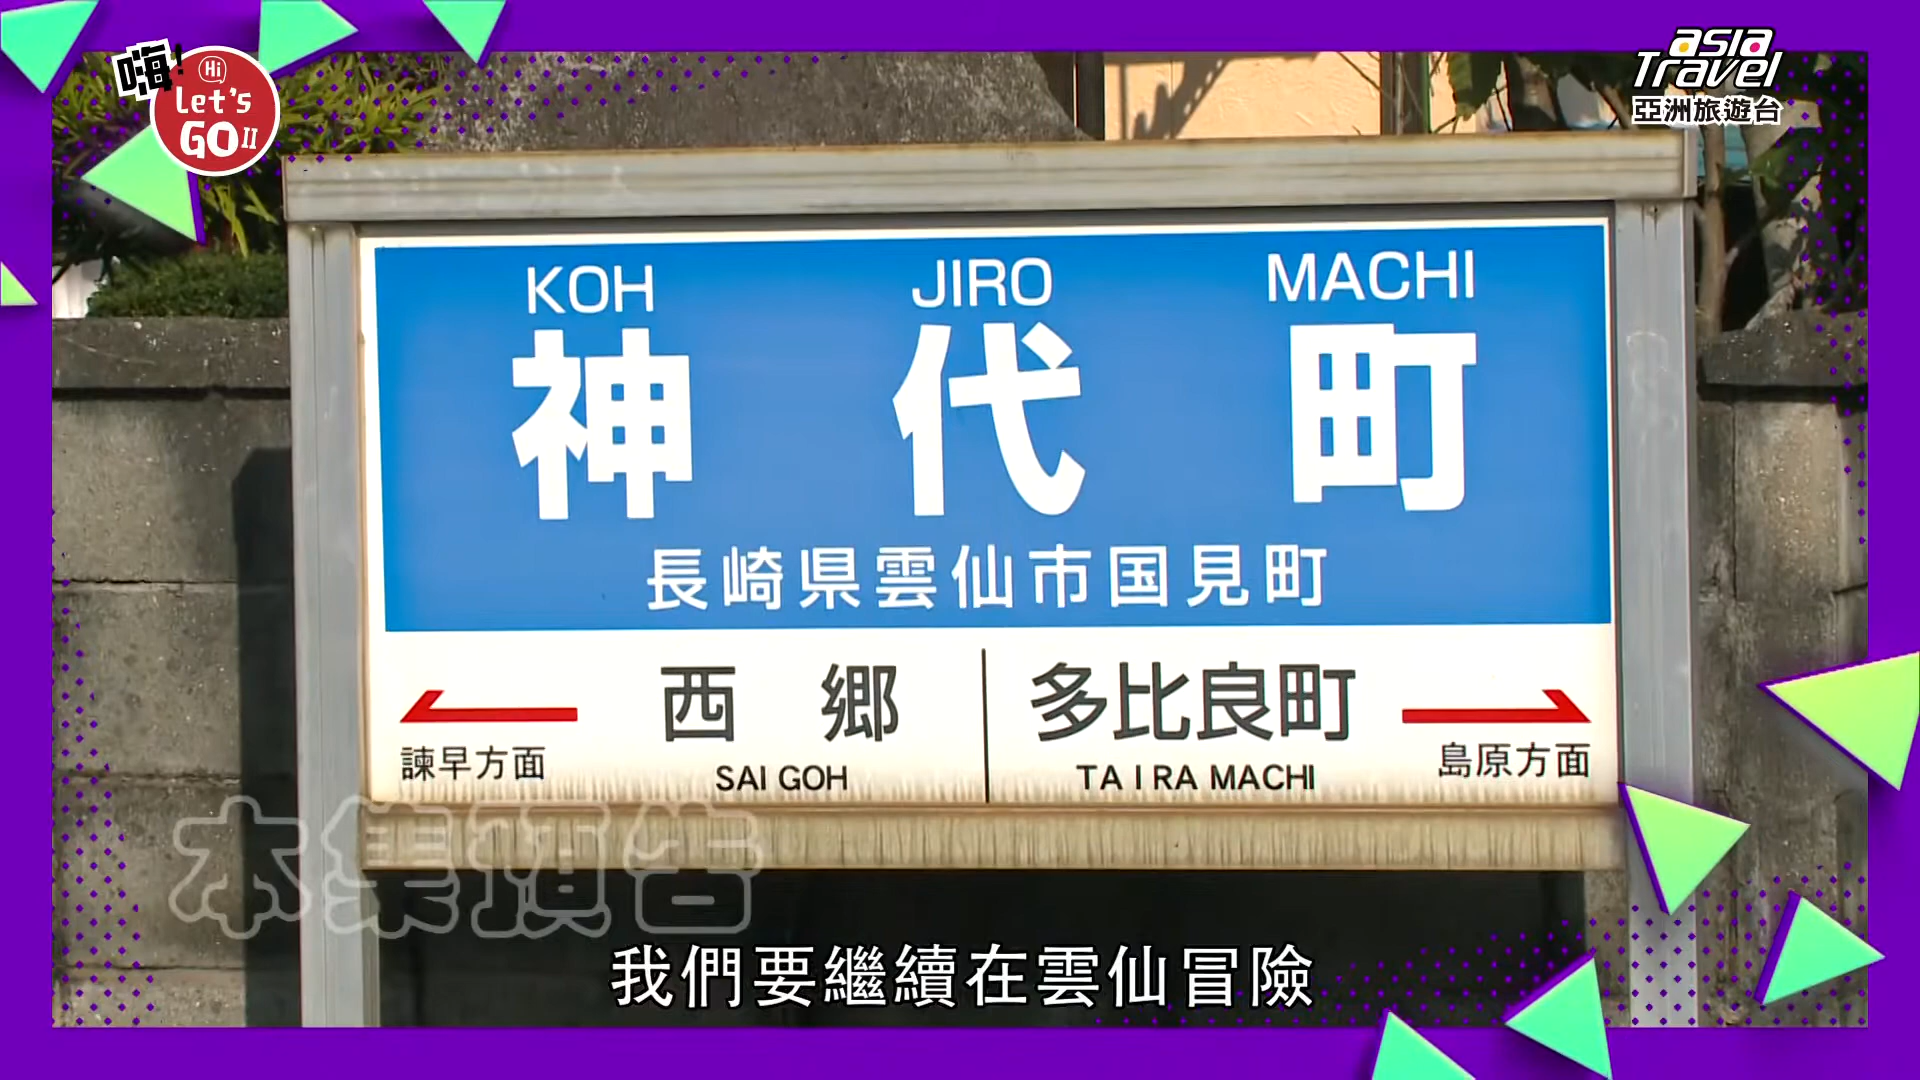 嗨!
Hi
Let's
GO II
asia
Travel
亞洲旅遊台
KOH JIRO MACHI
神代町
長崎県雲仙市国見町
西郷
多比良町
諫早方面
SAI GOH
TAIRA MACHI
島原方面
本集預告
我們要繼續在雲仙冒險